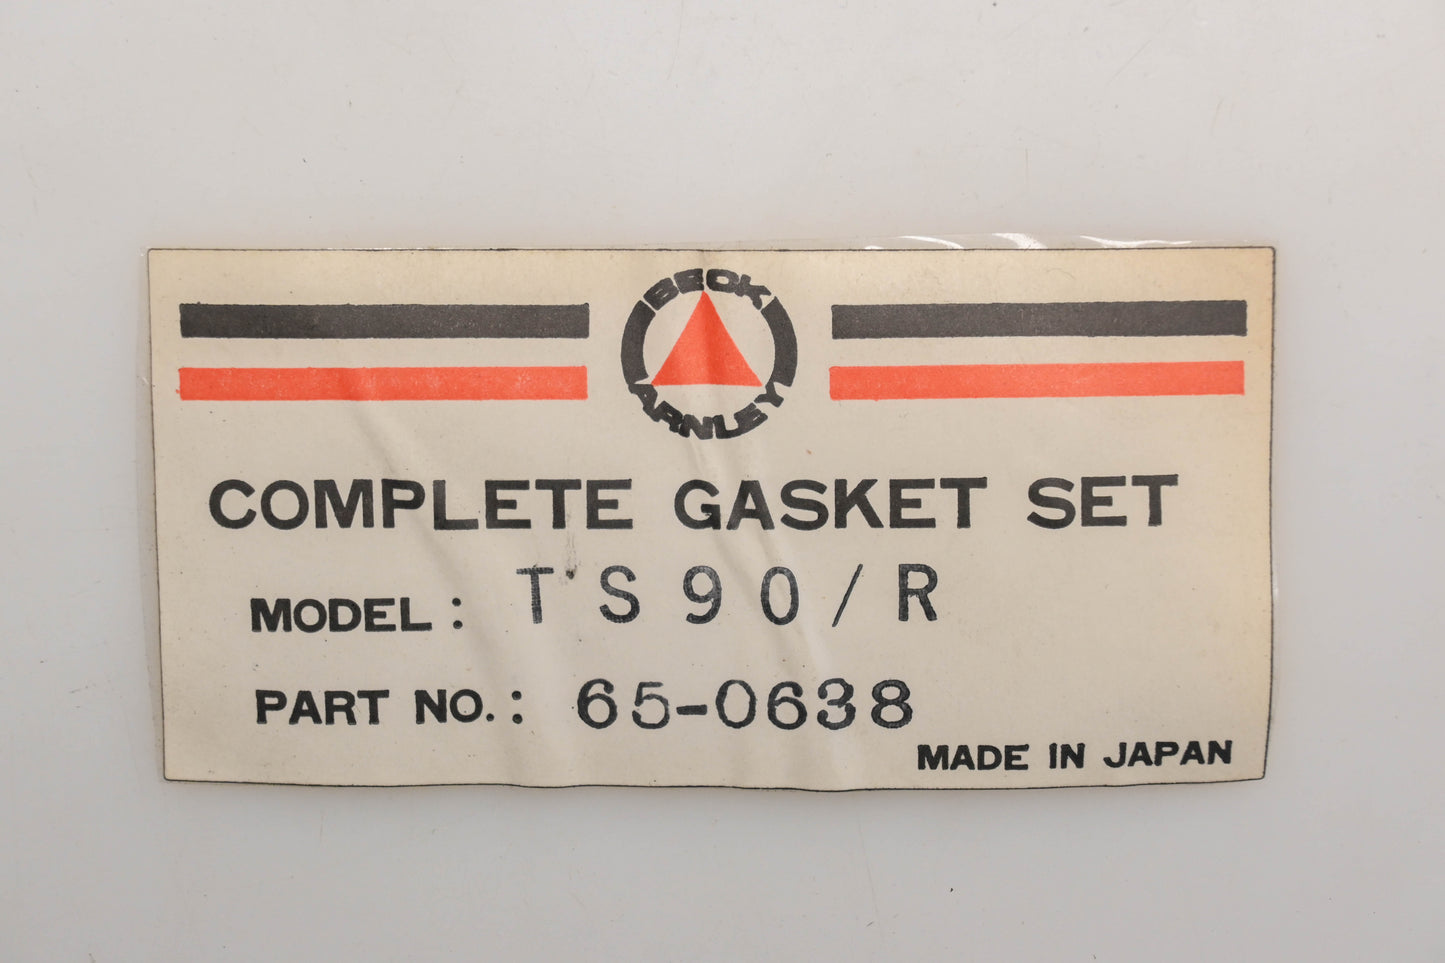 BECK
ARNLEY
COMPLETE GASKET SET
MODEL: TS90/R
PART NO.: 65-0638
MADE IN JAPAN